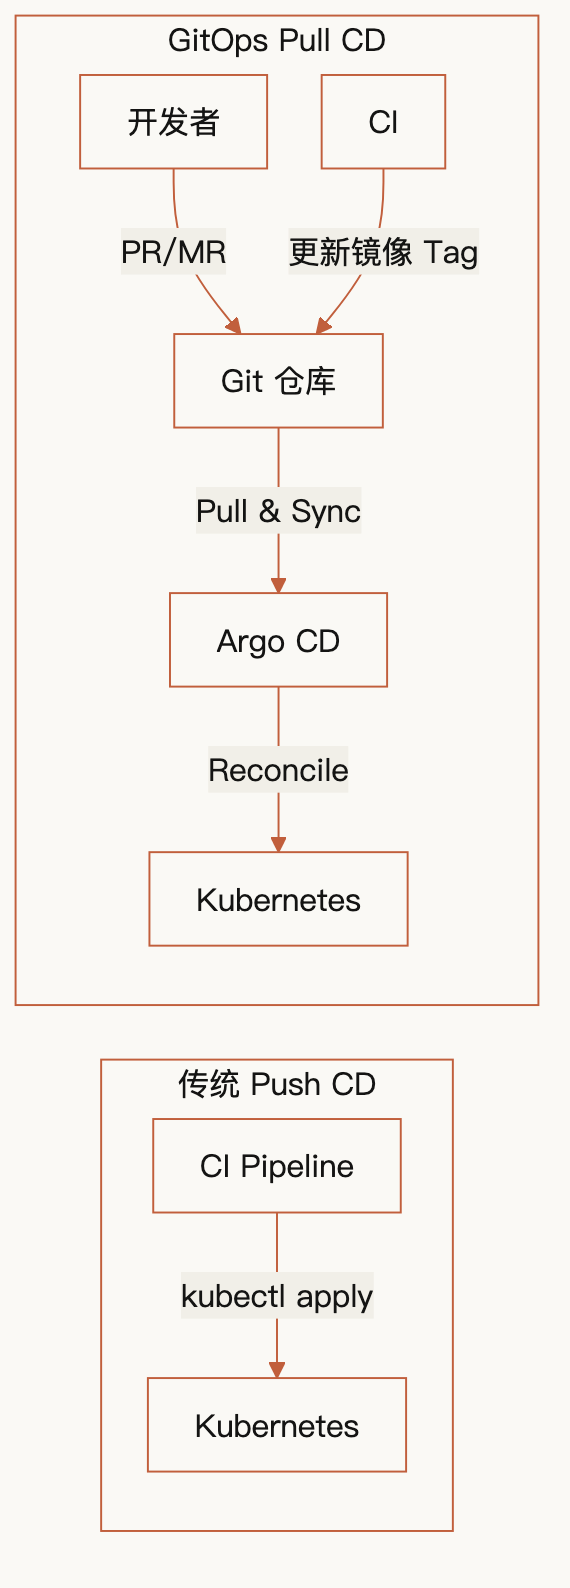 GitOps Pull CD
开发者
CI
PR/MR
更新镜像 Tag
Git 仓库
Pull & Sync
Argo CD
Reconcile
Kubernetes
传统 Push CD
CI Pipeline
kubectl apply
Kubernetes